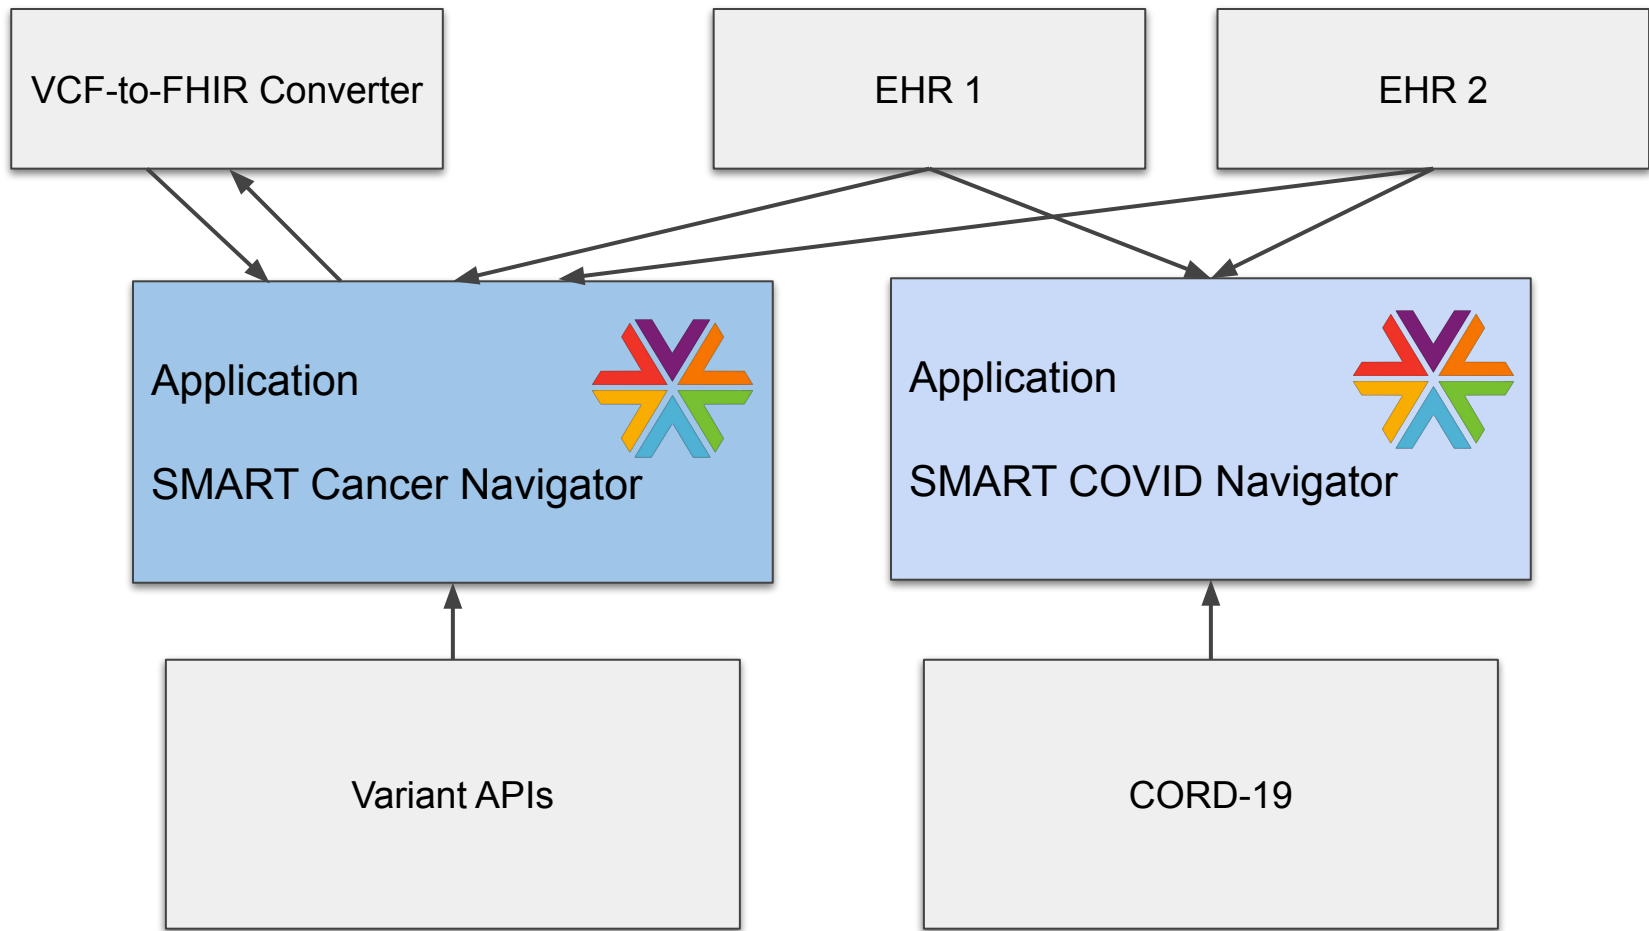 VCF-to-FHIR Converter
EHR 1
EHR 2
Application
SMART Cancer Navigator
Application
SMART COVID Navigator
Variant APIs
CORD-19